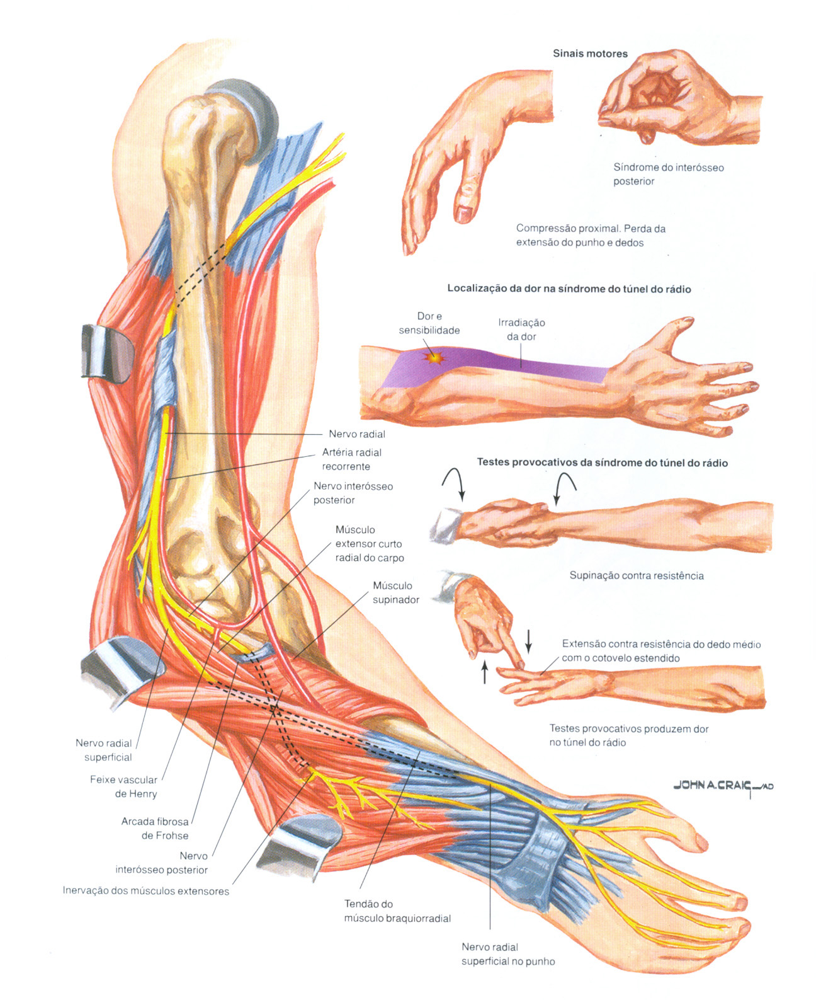 Sinais motores
Síndrome do interósseo
posterior
Compressão proximal. Perda da
extensão do punho e dedos
Localização da dor na síndrome do túnel do rádio
Dor e
sensibilidade
Irradiação
da dor
Nervo radial
Artéria radial
recorrente
Nervo interósseo
posterior
Músculo
extensor curto
radial do carpo
Músculo
supinador
Testes provocativos da síndrome do túnel do rádio
Supinação contra resistência
Extensão contra resistência do dedo médio
com o cotovelo estendido
Testes provocativos produzem dor
no túnel do rádio
JOHN A. CRAIG AD
Nervo radial
superficial
Feixe vascular
de Henry
Arcada fibrosa
de Frohse
Nervo
interósseo posterior
Inervação dos músculos extensores
Tendão do
músculo braquiorradial
Nervo radial
superficial no punho